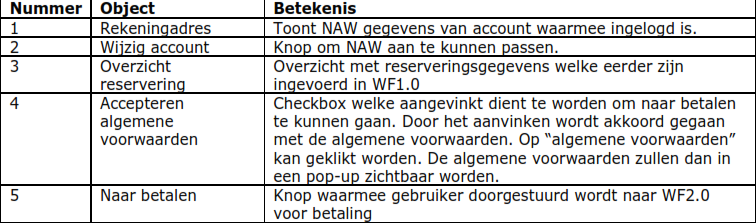 Nummer Object Betekenis
1 Rekeningadres Toont NAW gegevens van account waarmee ingelogd is.
2 Wijzig account Knop om NAW aan te kunnen passen.
3 Overzicht Overzicht met reserveringsgegevens welke eerder zijn
reservering ingevoerd in WF1.0
4 Accepteren Checkbox welke aangevinkt dient te worden om naar betalen
algemene te kunnen gaan. Door het aanvinken wordt akkoord gegaan
voorwaarden met de algemene voorwaarden. Op “algemene voorwaarden”
kan geklikt worden. De algemene voorwaarden zullen dan in
een pop-up zichtbaar worden.
5 Naar betalen Knop waarmee gebruiker doorgestuurd wordt naar WF2.0
voor betaling